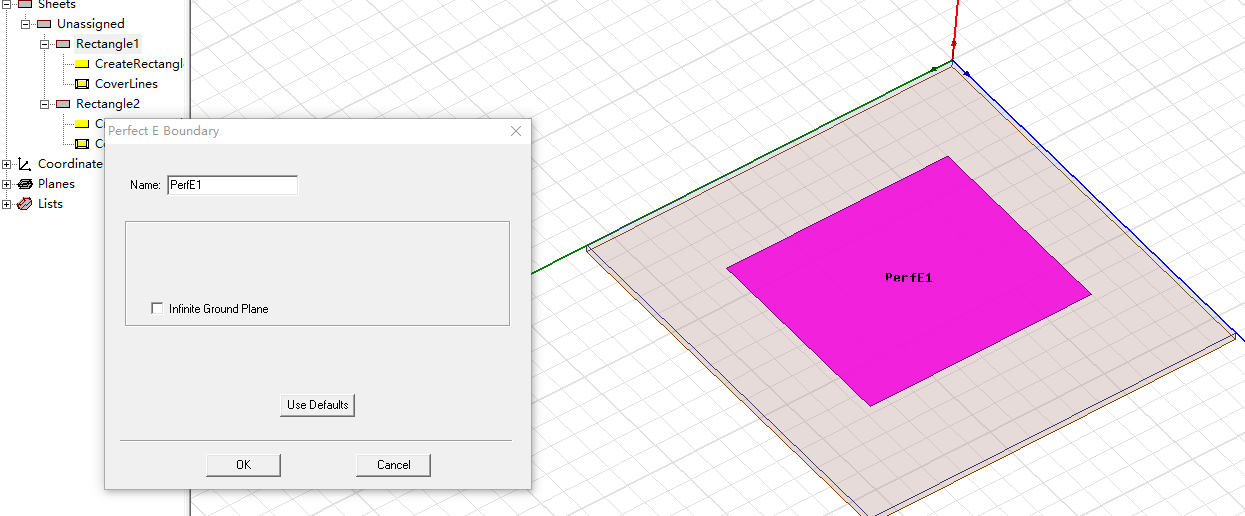 Sheets
Unassigned
Rectangle1
CreateRectangl
CoverLines
Rectangle2
Coordinate
Planes
Lists
Perfect E Boundary
Name: PerfE1
Infinite Ground Plane
Use Defaults
OK Cancel
PerfE1